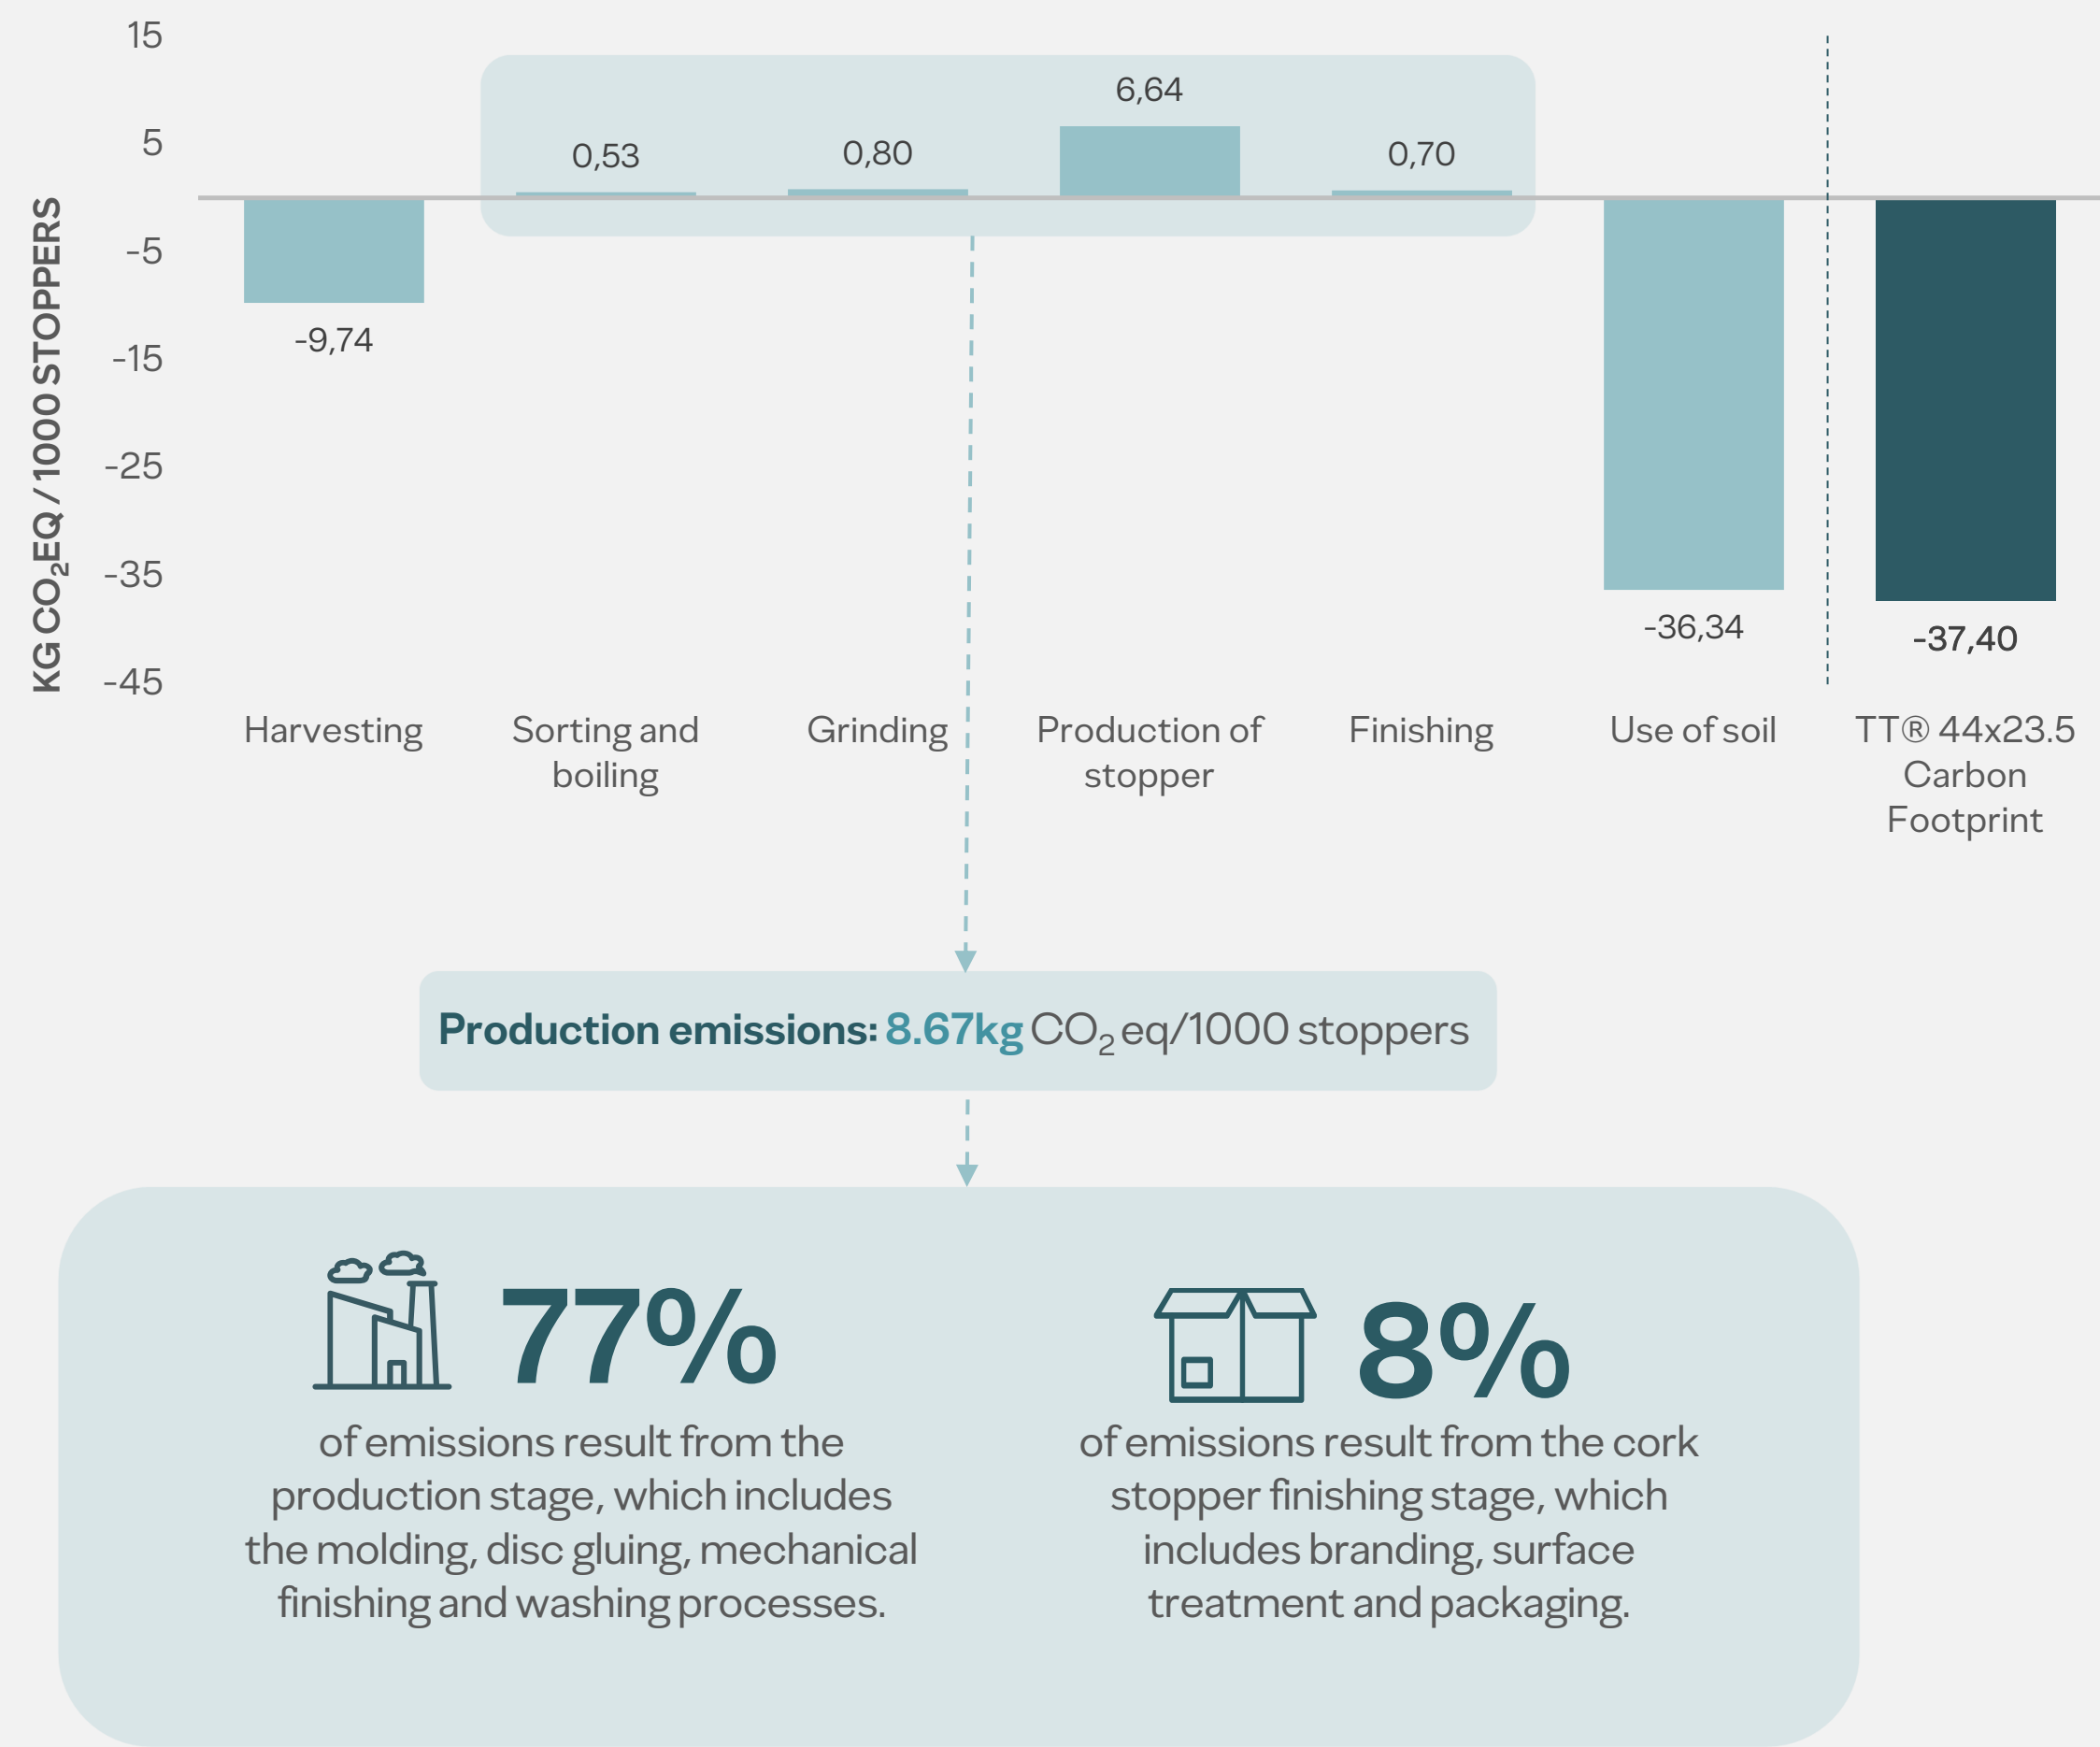 15
5
-5
-15
-25
-35
-45
KG CO₂EQ / 1000 STOPPERS
-9,74
0,53
0,80
6,64
0,70
-36,34
-37,40
Harvesting
Sorting and
boiling
Grinding
Production of
stopper
Finishing
Use of soil
TT® 44x23.5
Carbon
Footprint
Production emissions: 8.67kg CO₂ eq/1000 stoppers
77%
of emissions result from the
production stage, which includes
the molding, disc gluing, mechanical
finishing and washing processes.
8%
of emissions result from the cork
stopper finishing stage, which
includes branding, surface
treatment and packaging.